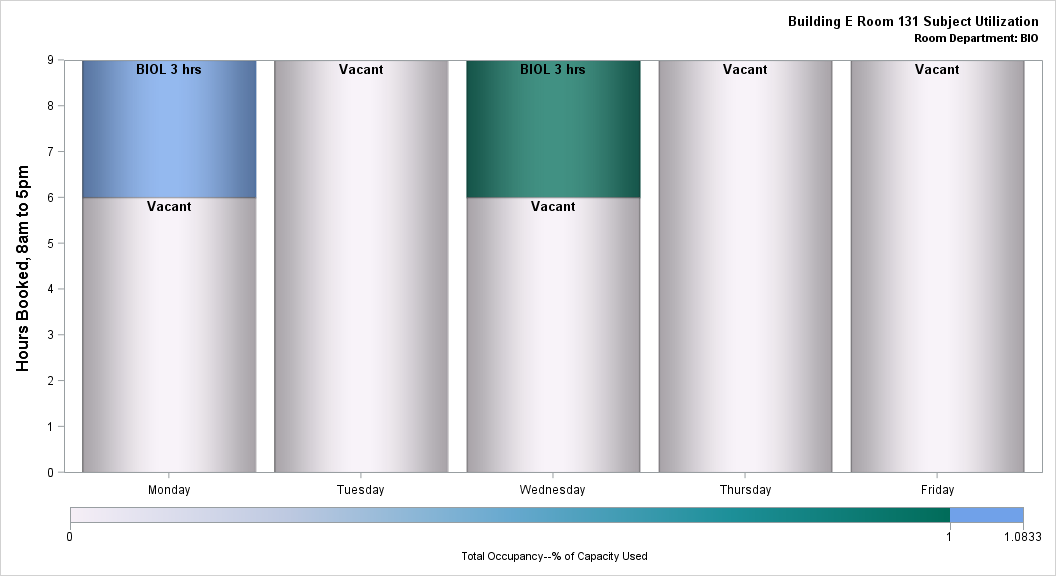 Building E Room 131 Subject Utilization
Room Department: BIO
Hours Booked, 8am to 5pm
9
8
7
6
5
4
3
2
1
0
BIOL 3 hrs
Vacant
Vacant
BIOL 3 hrs
Vacant
Vacant
Vacant
Monday
Tuesday
Wednesday
Thursday
Friday
0
1
1.0833
Total Occupancy--% of Capacity Used